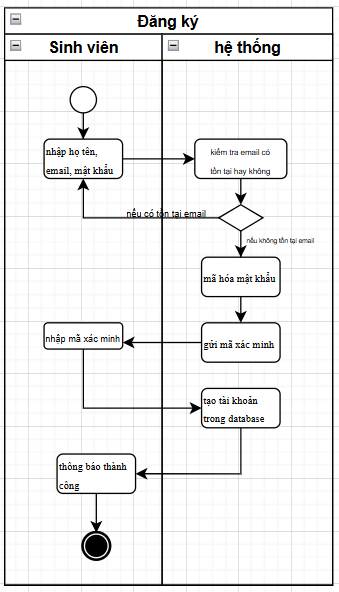 Đăng ký
Sinh viên
hệ thống
nhập họ tên,
email, mật khẩu
kiểm tra email có
tồn tại hay không
nếu có tồn tại email
nếu không tồn tại email
mã hóa mật khẩu
gửi mã xác minh
nhập mã xác minh
tạo tài khoản
trong database
thông báo thành
công